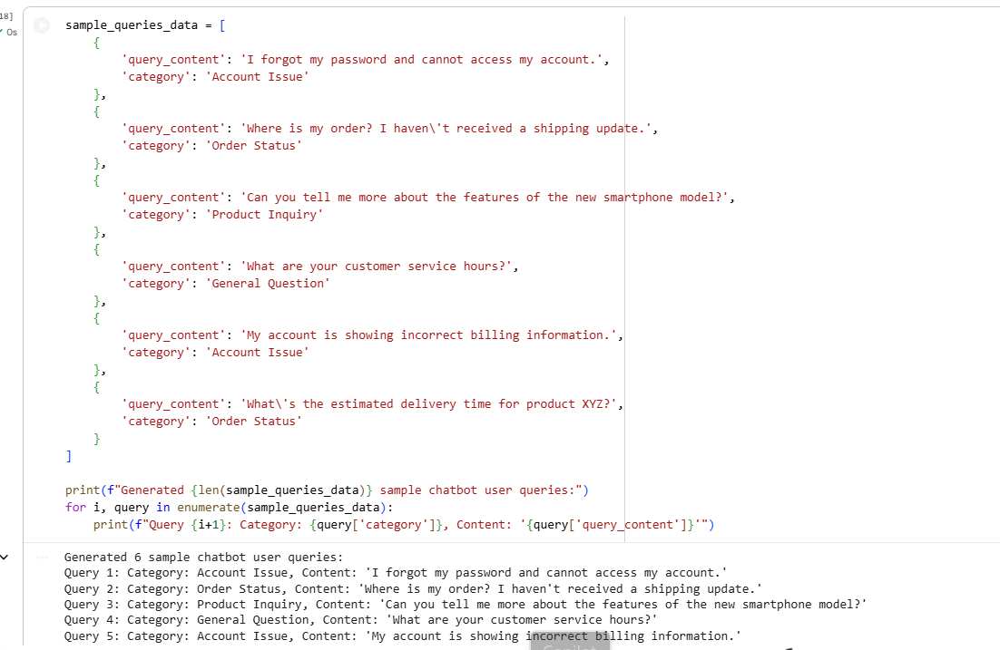 18]
0s
sample_queries_data = [
{
'query_content': 'I forgot my password and cannot access my account.',
'category': 'Account Issue'
},
{
'query_content': 'Where is my order? I haven\'t received a shipping update.',
'category': 'Order Status'
},
{
'query_content': 'Can you tell me more about the features of the new smartphone model?',
'category': 'Product Inquiry'
},
{
'query_content': 'What are your customer service hours?',
'category': 'General Question'
},
{
'query_content': 'My account is showing incorrect billing information.',
'category': 'Account Issue'
},
{
'query_content': 'What\'s the estimated delivery time for product XYZ?',
'category': 'Order Status'
}
]
print(f"Generated {len(sample_queries_data)} sample chatbot user queries:")
for i, query in enumerate(sample_queries_data):
print(f"Query {i+1}: Category: {query['category']}, Content: '{query['query_content']}'")
Generated 6 sample chatbot user queries:
Query 1: Category: Account Issue, Content: 'I forgot my password and cannot access my account.'
Query 2: Category: Order Status, Content: 'Where is my order? I haven't received a shipping update.'
Query 3: Category: Product Inquiry, Content: 'Can you tell me more about the features of the new smartphone model?'
Query 4: Category: General Question, Content: 'What are your customer service hours?'
Query 5: Category: Account Issue, Content: 'My account is showing incorrect billing information.'